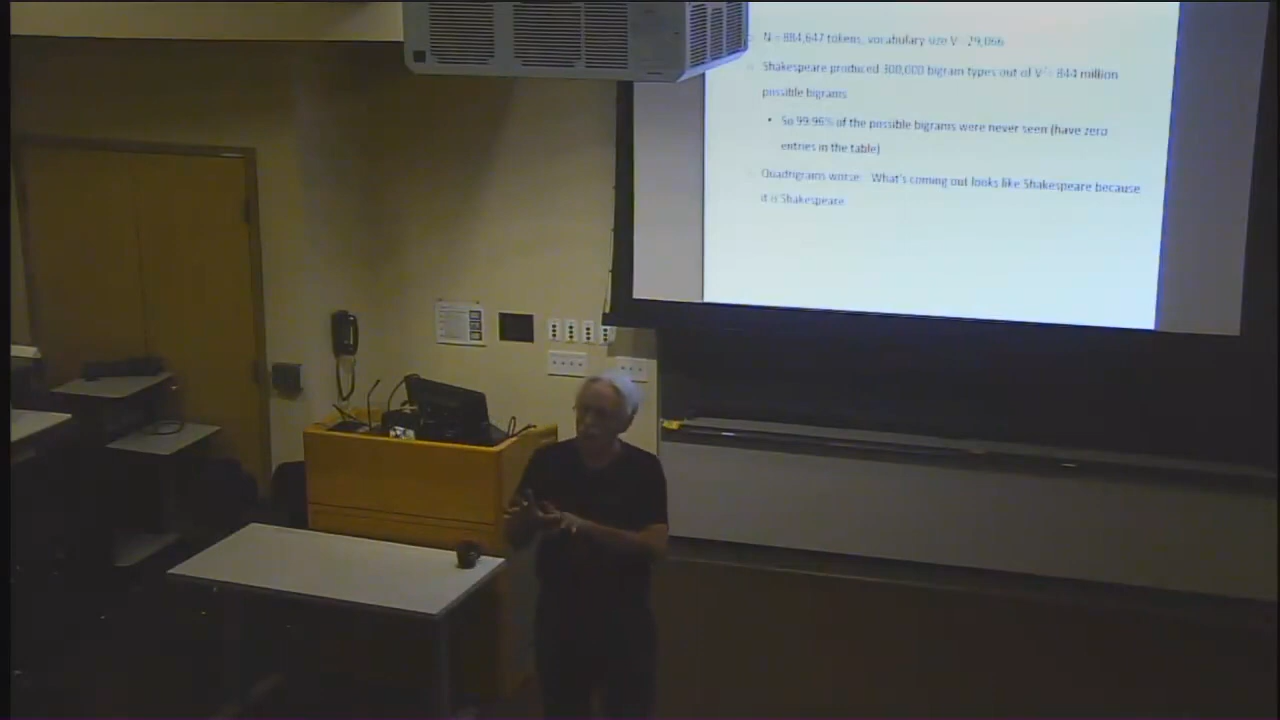 N = 884,647 tokens, vocabulary size V= 29,066
Shakespeare produced 300,000 bigram types out of V²= 844 million
possible bigrams
• So 99.96% of the possible bigrams were never seen (have zero
entries in the table)
Quadrigrams worse: What's coming out looks like Shakespeare because
it is Shakespeare